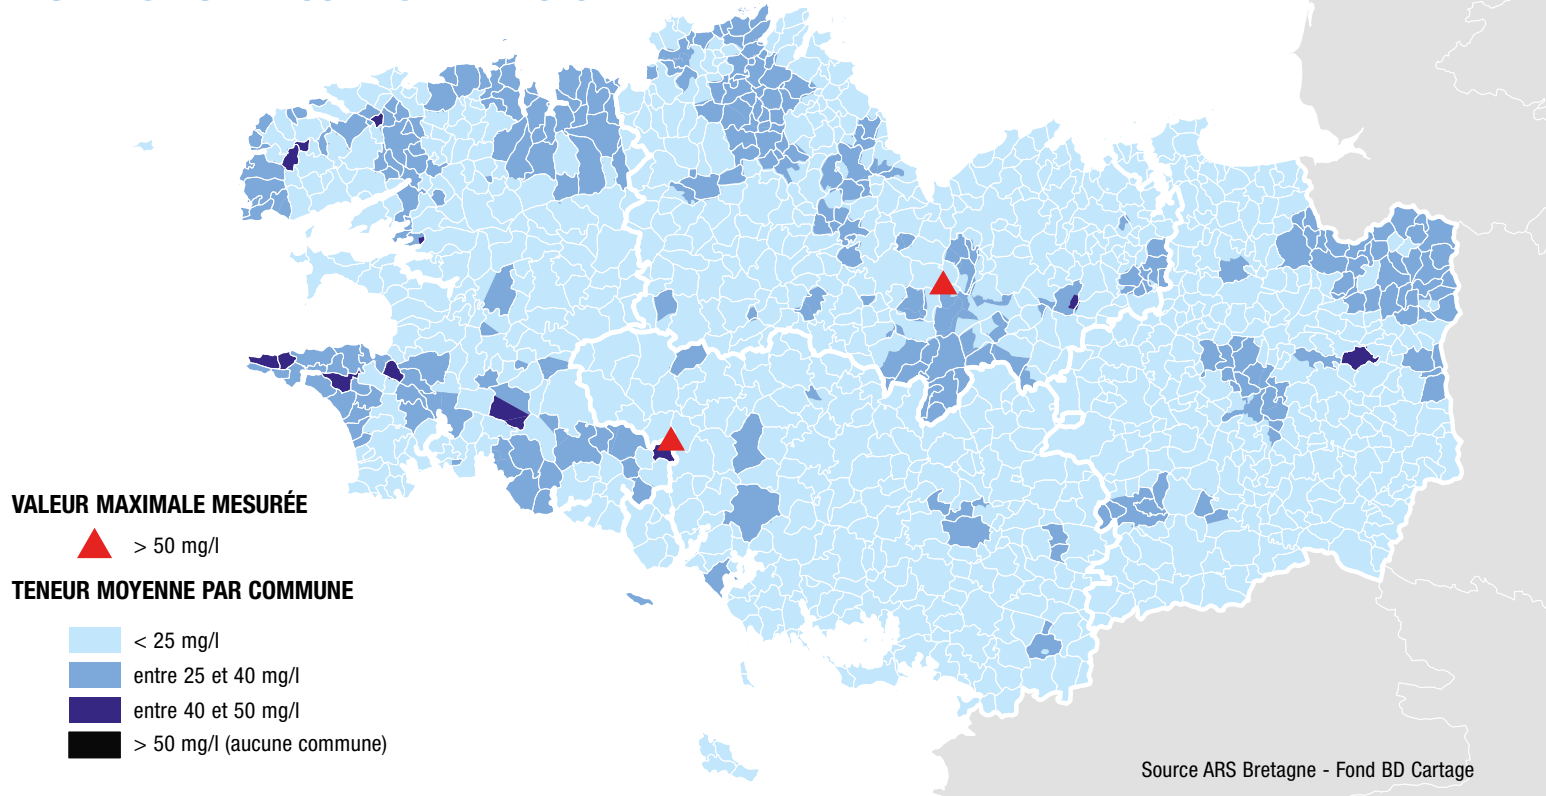 VALEUR MAXIMALE MESURÉE
> 50 mg/l
TENEUR MOYENNE PAR COMMUNE
< 25 mg/l
entre 25 et 40 mg/l
entre 40 et 50 mg/l
> 50 mg/l (aucune commune)
Source ARS Bretagne - Fond BD Cartage